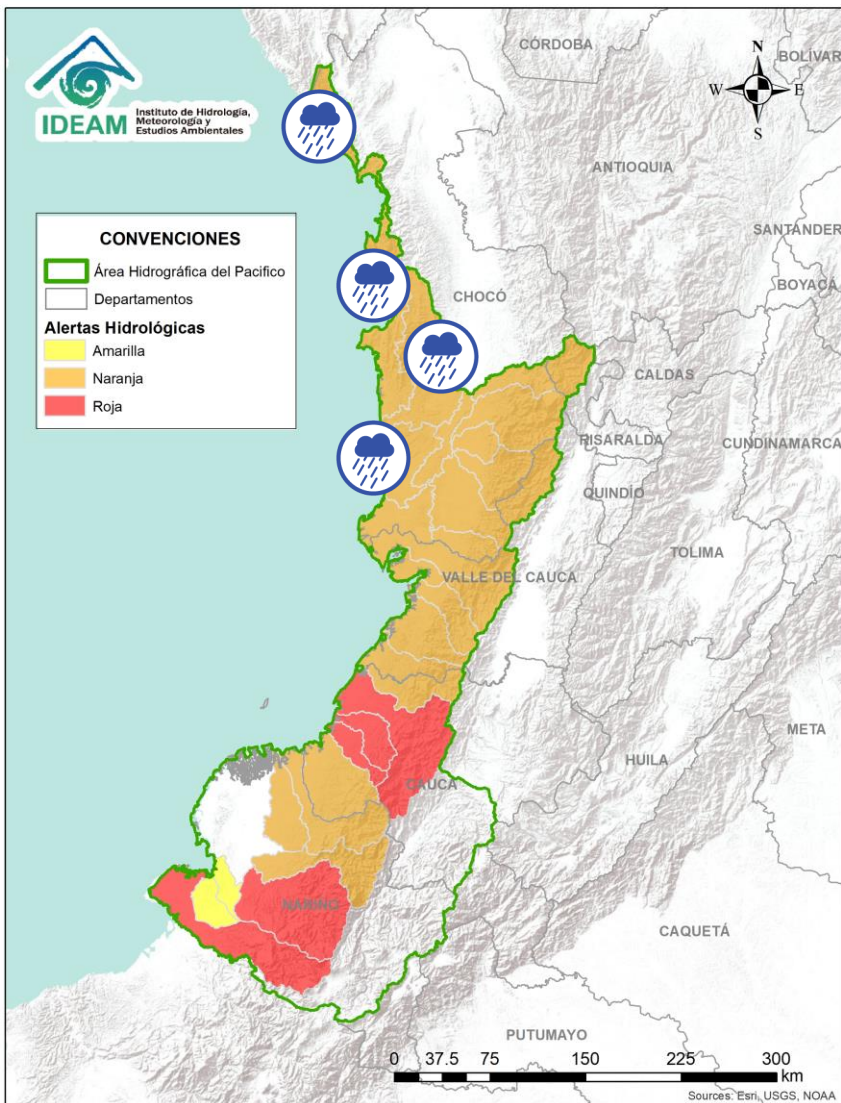 IDEAM
Instituto de Hidrología,
Meteorología y
Estudios Ambientales
CÓRDOBA
BOLÍVAR
N
W
E
S
ANTIOQUIA
SANTANDER
BOYACÁ
CONVENCIONES
Área Hidrográfica del Pacifico
Departamentos
Alertas Hidrológicas
Amarilla
Naranja
Roja
CHOCÓ
CALDAS
RISARALDA
CUNDINAMARCA
QUINDÍO
TOLIMA
VALLE DEL CAUCA
META
HUILA
CAUCA
NARIÑO
CAQUETÁ
PUTUMAYO
0 37.5 75 150 225 300
km
Sources: Esri, USGS, NOAA